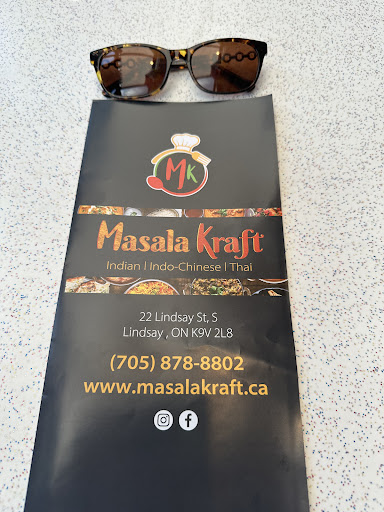 MK
Masala Kraft
Indian | Indo-Chinese | Thai
22 Lindsay St, S
Lindsay , ON K9V 2L8
(705) 878-8802
www.masalakraft.ca